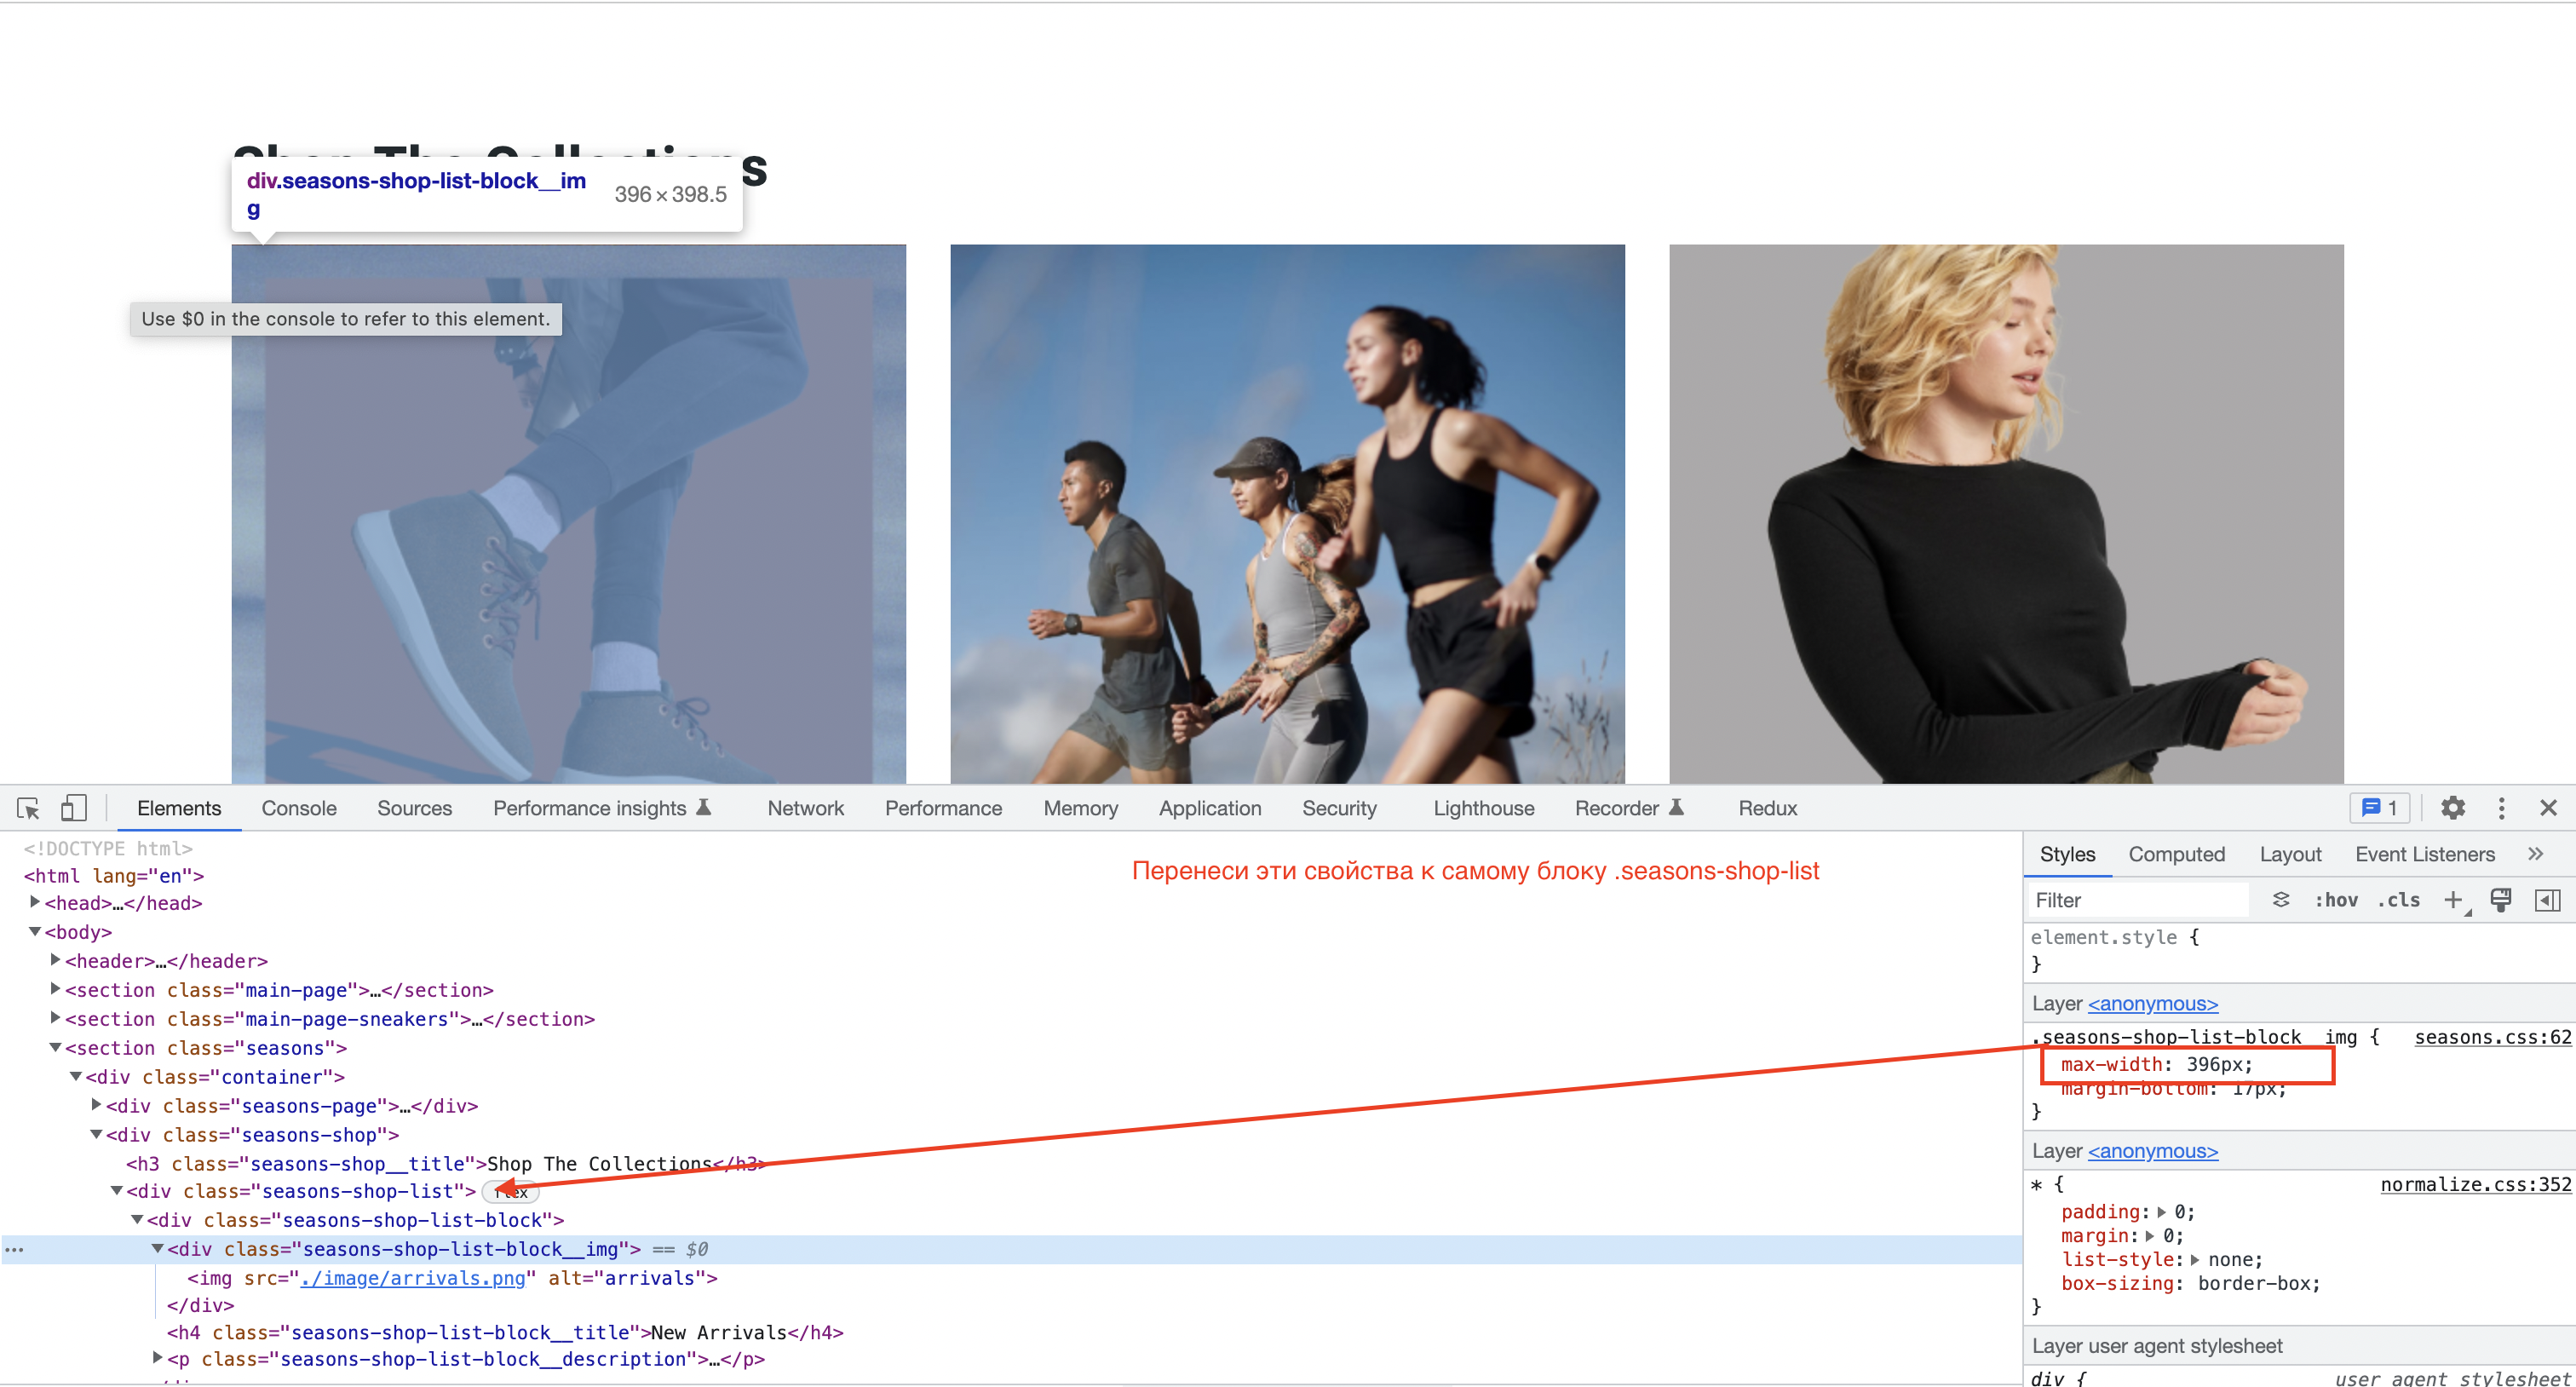 Shop The Collections
div.seasons-shop-list-block__im
g
396 × 398.5
Use $0 in the console to refer to this element.
Elements Console Sources Performance insights Network Performance Memory Application Security Lighthouse Recorder Redux 1
<!DOCTYPE html>
<html lang="en">
<head>…</head>
<body>
<header>…</header>
<section class="main-page">…</section>
<section class="main-page-sneakers">…</section>
<section class="seasons">
<div class="container">
<div class="seasons-page">…</div>
<div class="seasons-shop">
<h3 class="seasons-shop__title">Shop The Collections</h3>
<div class="seasons-shop-list"> flex
<div class="seasons-shop-list-block">
<div class="seasons-shop-list-block__img"> == $0
<img src="./image/arrivals.png" alt="arrivals">
</div>
<h4 class="seasons-shop-list-block__title">New Arrivals</h4>
<p class="seasons-shop-list-block__description">…</p>
Перенеси эти свойства к самому блоку .seasons-shop-list
Styles Computed Layout Event Listeners »
Filter :hov .cls +
element.style {
}
Layer <anonymous>
.seasons-shop-list-block__img { seasons.css:62
max-width: 396px;
margin-bottom: 17px;
}
Layer <anonymous>
* { normalize.css:352
padding: 0;
margin: 0;
list-style: none;
box-sizing: border-box;
}
Layer user agent stylesheet
div { user agent stylesheet